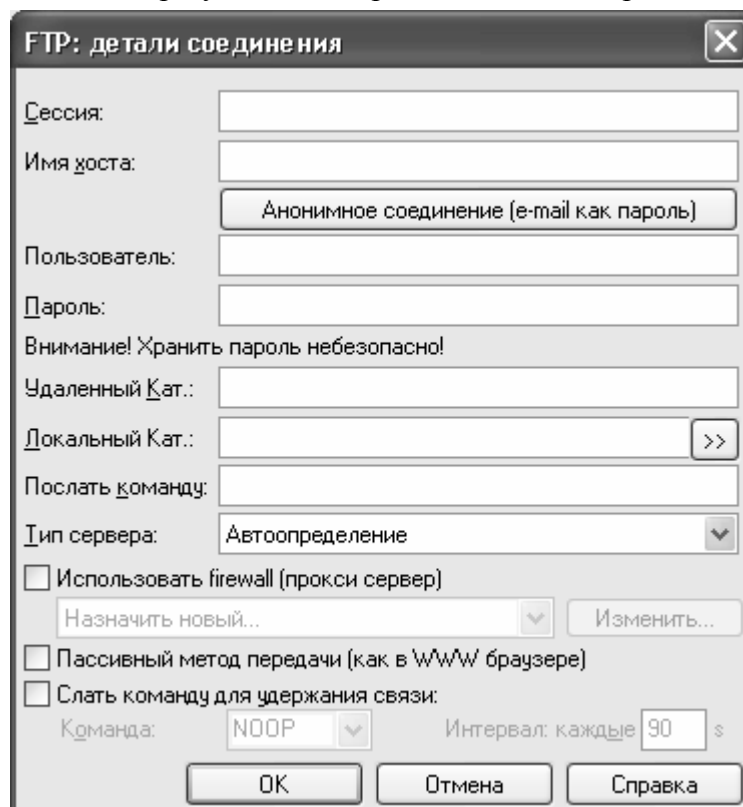 FTP: детали соединения
Сессия:
Имя хоста:
Анонимное соединение (e-mail как пароль)
Пользователь:
Пароль:
Внимание! Хранить пароль небезопасно!
Удаленный Кат.:
Локальный Кат.: >>
Послать команду:
Тип сервера: Автоопределение
Использовать firewall (прокси сервер)
Назначить новый... Изменить...
Пассивный метод передачи (как в WWW браузере)
Слать команду для удержания связи:
Команда: NOOP Интервал: каждые 90 s
OK Отмена Справка